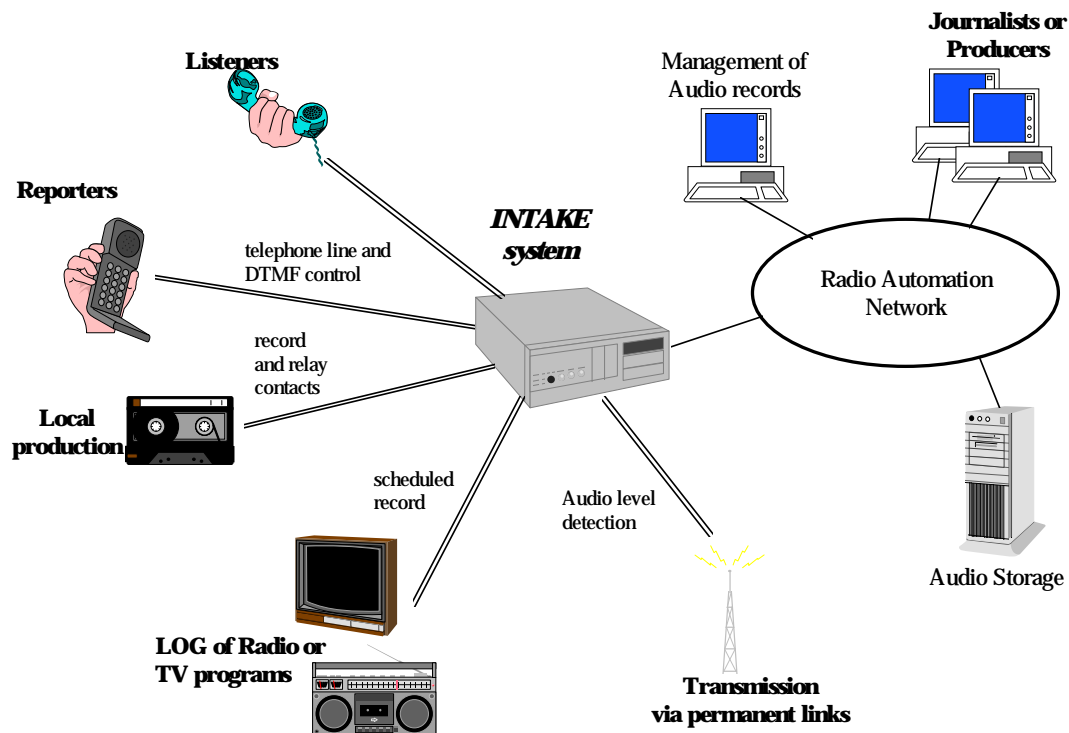 Listeners
Management of
Audio records
Journalists or
Producers
Reporters
telephone line and
DTMF control
INTAKE
system
Radio Automation
Network
record
and relay
contacts
Local
production
scheduled
record
Audio level
detection
Audio Storage
LOG of Radio or
TV programs
Transmission
via permanent links